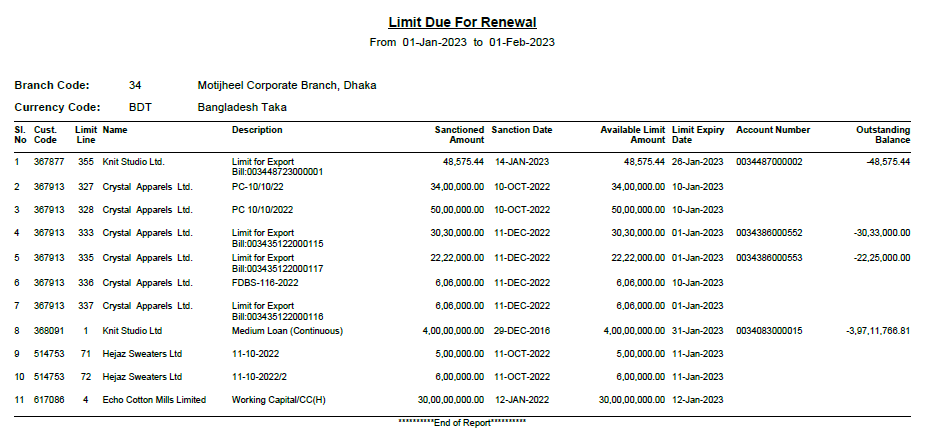 Limit Due For Renewal
From 01-Jan-2023 to 01-Feb-2023
Branch Code: 34 Motijheel Corporate Branch, Dhaka
Currency Code: BDT Bangladesh Taka
Sl. No Cust. Code Limit Line Name Description Sanctioned Amount Sanction Date Available Limit Amount Limit Expiry Date Account Number Outstanding Balance
1 367877 355 Knit Studio Ltd. Limit for Export 48,575.44 14-JAN-2023 48,575.44 26-Jan-2023 0034487000002 -48,575.44
Bill:003448723000001
2 367913 327 Crystal Apparels Ltd. PC-10/10/22 34,00,000.00 10-OCT-2022 34,00,000.00 10-Jan-2023
3 367913 328 Crystal Apparels Ltd. PC 10/10/2022 50,00,000.00 10-OCT-2022 50,00,000.00 10-Jan-2023
4 367913 333 Crystal Apparels Ltd. Limit for Export 30,30,000.00 11-DEC-2022 30,30,000.00 01-Jan-2023 0034386000552 -30,33,000.00
Bill:003435122000115
5 367913 335 Crystal Apparels Ltd. Limit for Export 22,22,000.00 11-DEC-2022 22,22,000.00 01-Jan-2023 0034386000553 -22,25,000.00
Bill:003435122000117
6 367913 336 Crystal Apparels Ltd. FDBS-116-2022 6,06,000.00 11-DEC-2022 6,06,000.00 10-Jan-2023
7 367913 337 Crystal Apparels Ltd. Limit for Export 6,06,000.00 11-DEC-2022 6,06,000.00 01-Jan-2023
Bill:003435122000116
8 368091 1 Knit Studio Ltd Medium Loan (Continuous) 4,00,00,000.00 29-DEC-2016 4,00,00,000.00 31-Jan-2023 0034083000015 -3,97,11,766.81
9 514753 71 Hejaz Sweaters Ltd 11-10-2022 5,00,000.00 11-OCT-2022 5,00,000.00 11-Jan-2023
10 514753 72 Hejaz Sweaters Ltd 11-10-2022/2 6,00,000.00 11-OCT-2022 6,00,000.00 11-Jan-2023
11 617086 4 Echo Cotton Mills Limited Working Capital/CC(H) 30,00,00,000.00 12-JAN-2022 30,00,00,000.00 12-Jan-2023
**********End of Report**********